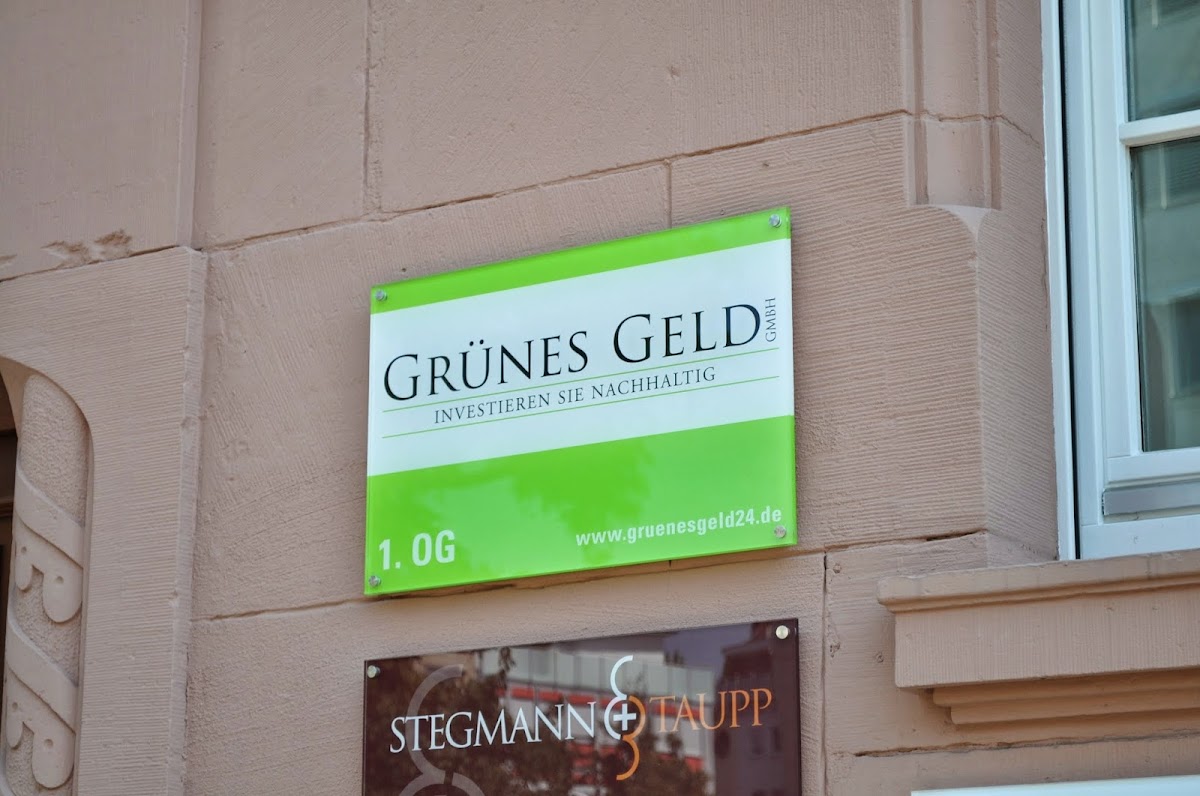 GRÜNES GELD GMBH
INVESTIEREN SIE NACHHALTIG
1. OG
www.gruenesgeld24.de
STEGMANN & TAUPP